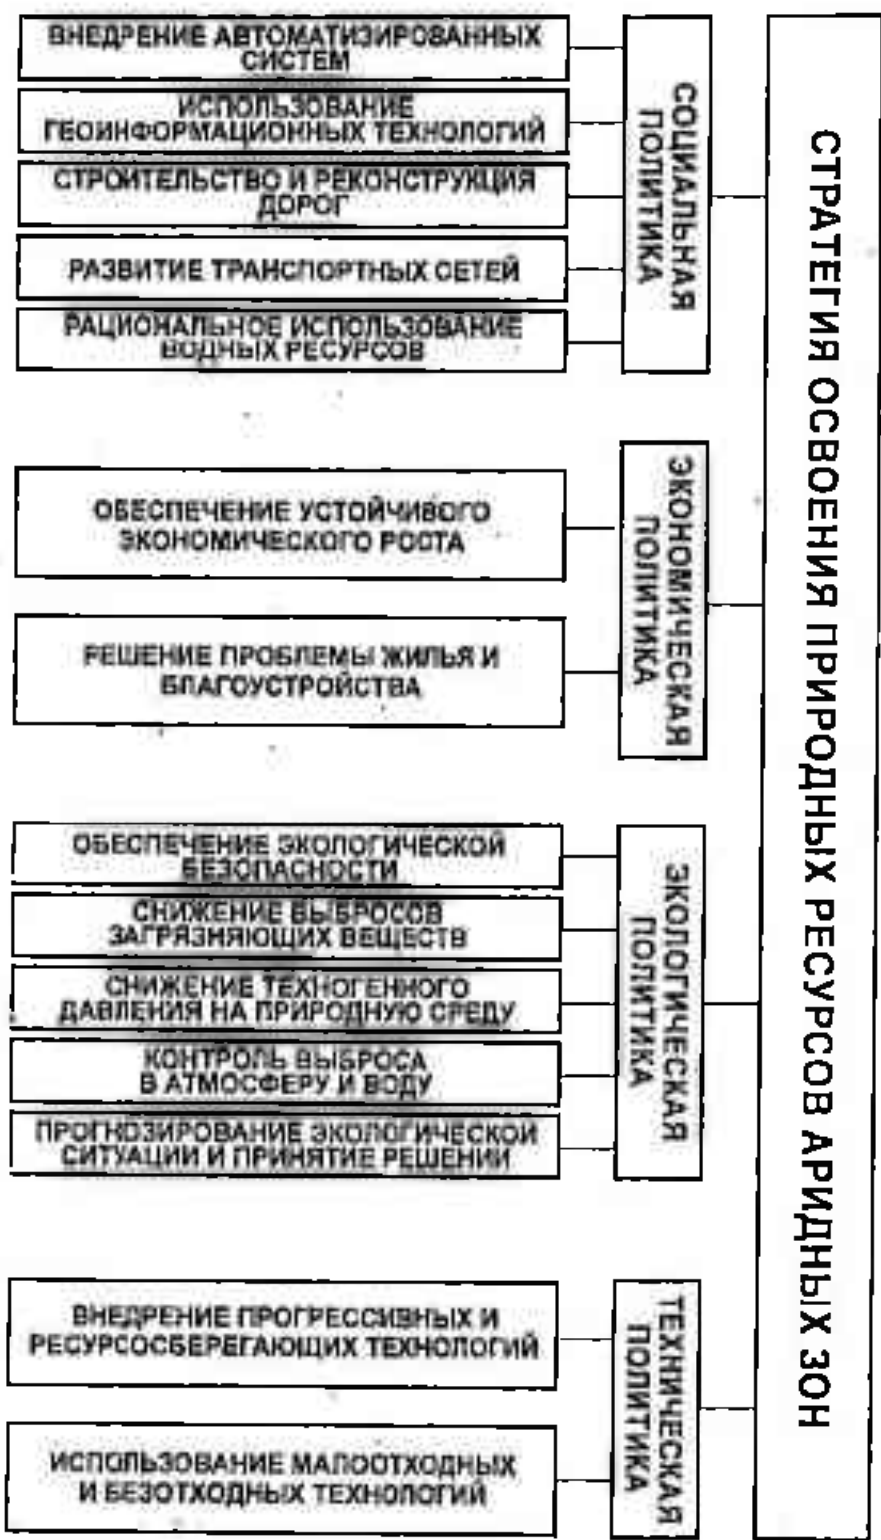 СТРАТЕГИЯ ОСВОЕНИЯ ПРИРОДНЫХ РЕСУРСОВ АРИДНЫХ ЗОН
СОЦИАЛЬНАЯ
ПОЛИТИКА
ВНЕДРЕНИЕ АВТОМАТИЗИРОВАННЫХ
СИСТЕМ
ИСПОЛЬЗОВАНИЕ
ГЕОИНФОРМАЦИОННЫХ ТЕХНОЛОГИЙ
СТРОИТЕЛЬСТВО И РЕКОНСТРУКЦИЯ
ДОРОГ
РАЗВИТИЕ ТРАНСПОРТНЫХ СЕТЕЙ
РАЦИОНАЛЬНОЕ ИСПОЛЬЗОВАНИЕ
ВОДНЫХ РЕСУРСОВ
ЭКОНОМИЧЕСКАЯ
ПОЛИТИКА
ОБЕСПЕЧЕНИЕ УСТОЙЧИВОГО
ЭКОНОМИЧЕСКОГО РОСТА
РЕШЕНИЕ ПРОБЛЕМЫ ЖИЛЬЯ И
БЛАГОУСТРОЙСТВА
ЭКОЛОГИЧЕСКАЯ
ПОЛИТИКА
ОБЕСПЕЧЕНИЕ ЭКОЛОГИЧЕСКОЙ
БЕЗОПАСНОСТИ
СНИЖЕНИЕ ВЫБРОСОВ
ЗАГРЯЗНЯЮЩИХ ВЕЩЕСТВ
СНИЖЕНИЕ ТЕХНОГЕННОГО
ДАВЛЕНИЯ НА ПРИРОДНУЮ СРЕДУ
КОНТРОЛЬ ВЫБРОСА
В АТМОСФЕРУ И ВОДУ
ПРОГНОЗИРОВАНИЕ ЭКОЛОГИЧЕСКОЙ
СИТУАЦИИ И ПРИНЯТИЕ РЕШЕНИЙ
ТЕХНИЧЕСКАЯ
ПОЛИТИКА
ВНЕДРЕНИЕ ПРОГРЕССИВНЫХ И
РЕСУРСОСБЕРЕГАЮЩИХ ТЕХНОЛОГИЙ
ИСПОЛЬЗОВАНИЕ МАЛООТХОДНЫХ
И БЕЗОТХОДНЫХ ТЕХНОЛОГИЙ